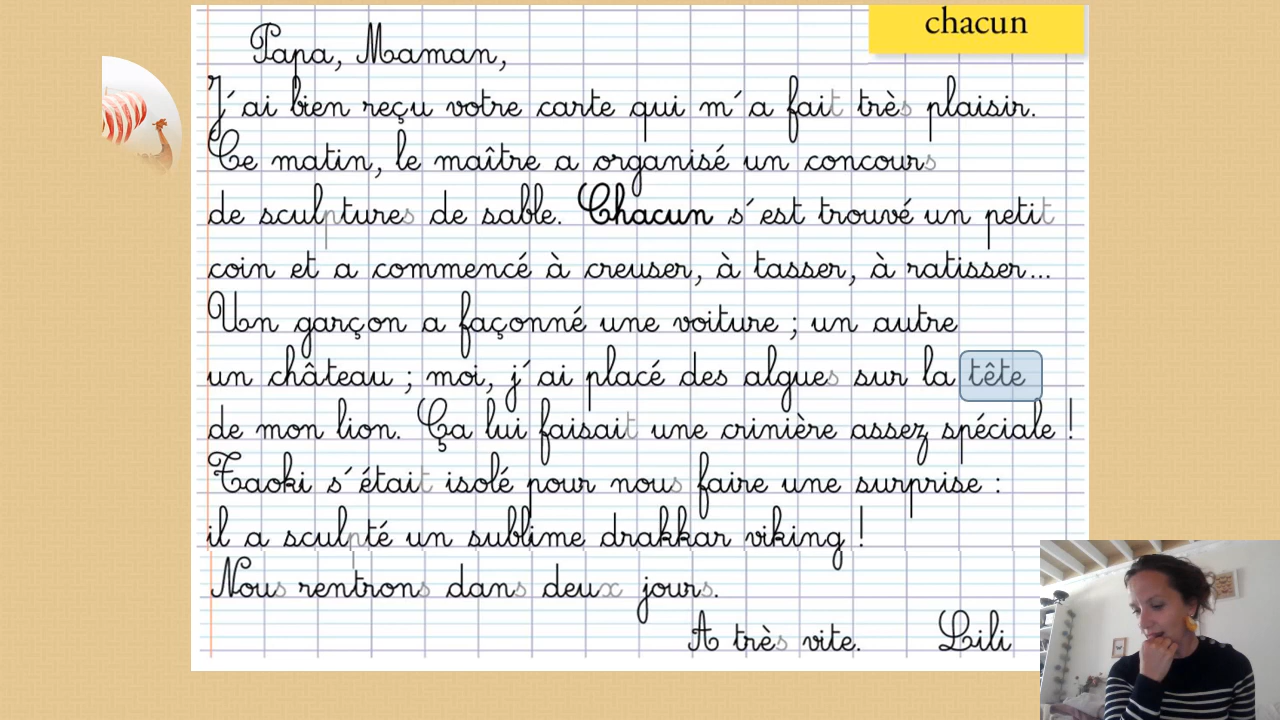 chacun
Papa, Maman,
J'ai bien reçu votre carte qui m'a fait très plaisir.
Ce matin, le maître a organisé un concours
de sculptures de sable. Chacun s'est trouvé un petit
coin et a commencé à creuser, à tasser, à ratisser...
Un garçon a façonné une voiture ; un autre
un château ; moi, j'ai placé des algues sur la tête
de mon lion. Ça lui faisait une crinière assez spéciale !
Taoki s'était isolé pour nous faire une surprise :
il a sculpté un sublime drakkar viking !
Nous rentrons dans deux jours.
A très vite. Lili